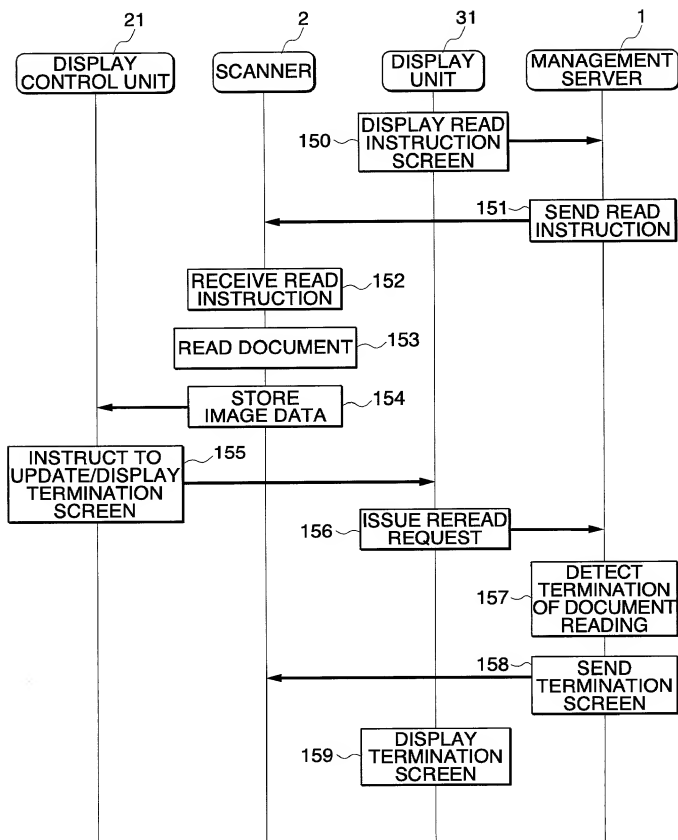 21
2
31
1
DISPLAY
CONTROL UNIT
SCANNER
DISPLAY
UNIT
MANAGEMENT
SERVER
150
DISPLAY READ
INSTRUCTION
SCREEN
151
SEND READ
INSTRUCTION
RECEIVE READ
INSTRUCTION
152
READ DOCUMENT
153
STORE
IMAGE DATA
154
INSTRUCT TO
UPDATE/DISPLAY
TERMINATION
SCREEN
155
156
ISSUE REREAD
REQUEST
157
DETECT
TERMINATION
OF DOCUMENT
READING
158
SEND
TERMINATION
SCREEN
159
DISPLAY
TERMINATION
SCREEN